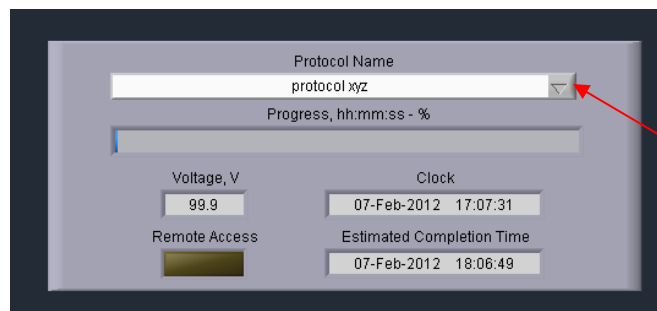 Protocol Name
protocol xyz
Progress, hh:mm:ss - %
Voltage, V
Clock
99.9
07-Feb-2012 17:07:31
Remote Access
Estimated Completion Time
07-Feb-2012 18:06:49